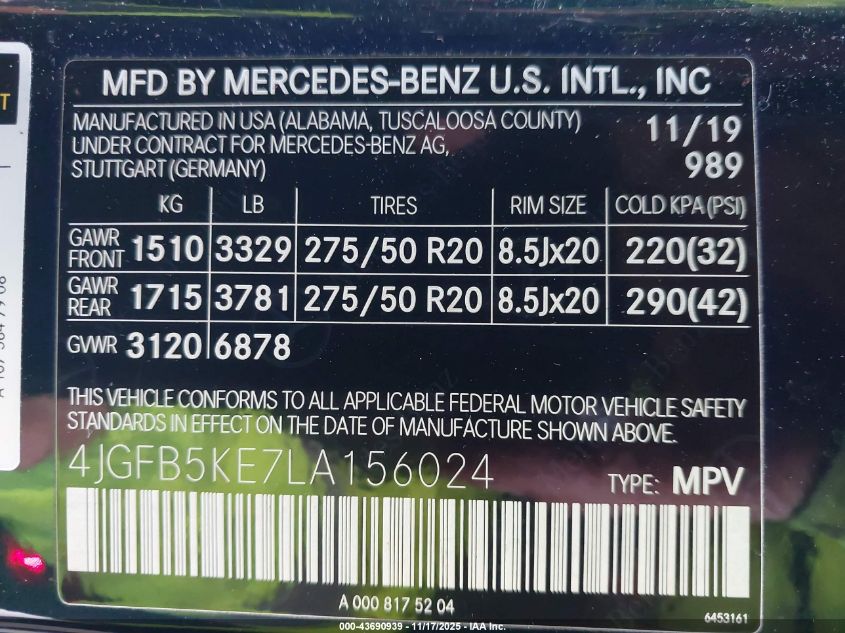 MFD BY MERCEDES-BENZ U.S. INTL., INC
MANUFACTURED IN USA (ALABAMA, TUSCALOOSA COUNTY) 11/19
UNDER CONTRACT FOR MERCEDES-BENZ AG, 989
STUTTGART (GERMANY)
KG LB TIRES RIM SIZE COLD KPA (PSI)
GAWR FRONT 1510 3329 275/50 R20 8.5Jx20 220(32)
GAWR REAR 1715 3781 275/50 R20 8.5Jx20 290(42)
GVWR 3120 6878
THIS VEHICLE CONFORMS TO ALL APPLICABLE FEDERAL MOTOR VEHICLE SAFETY
STANDARDS IN EFFECT ON THE DATE OF MANUFACTURE SHOWN ABOVE.
4JGFB5KE7LA156024 TYPE: MPV
A 000 817 52 04
6453161
000-43690939 - 11/17/2025 - IAA Inc.